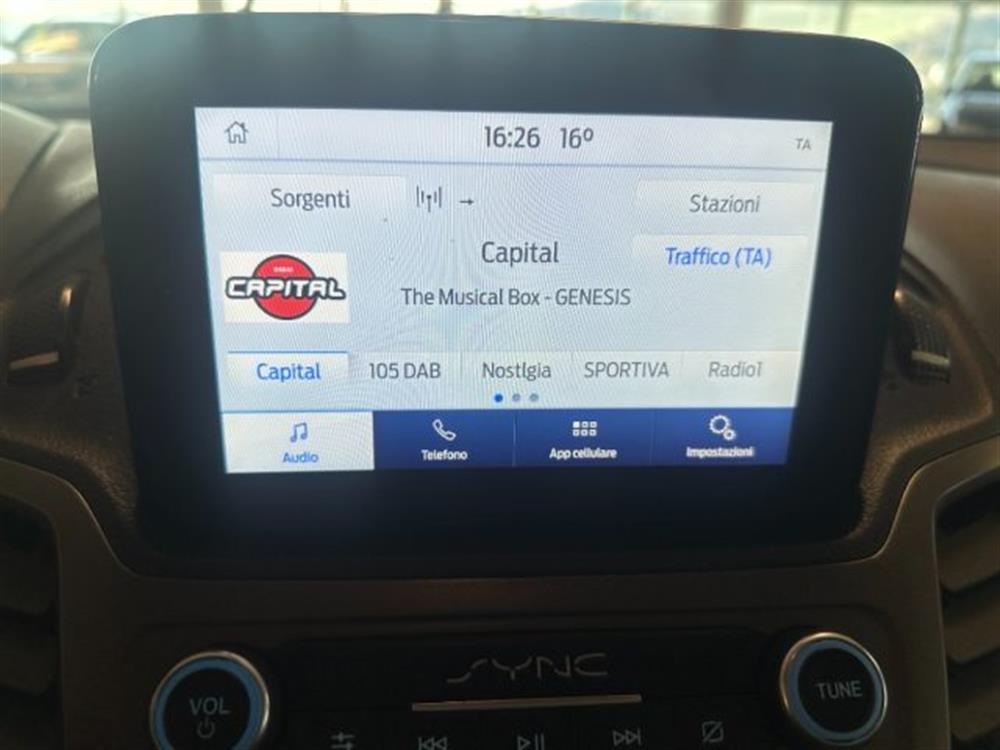 16:26 16º TA
Sorgenti Stazioni
Capital Traffico (TA)
CAPITAL
The Musical Box - GENESIS
Capital 105 DAB Nostlgia SPORTIVA Radio1
Audio Telefono App cellulare Impostazioni
SYNC
VOL TUNE